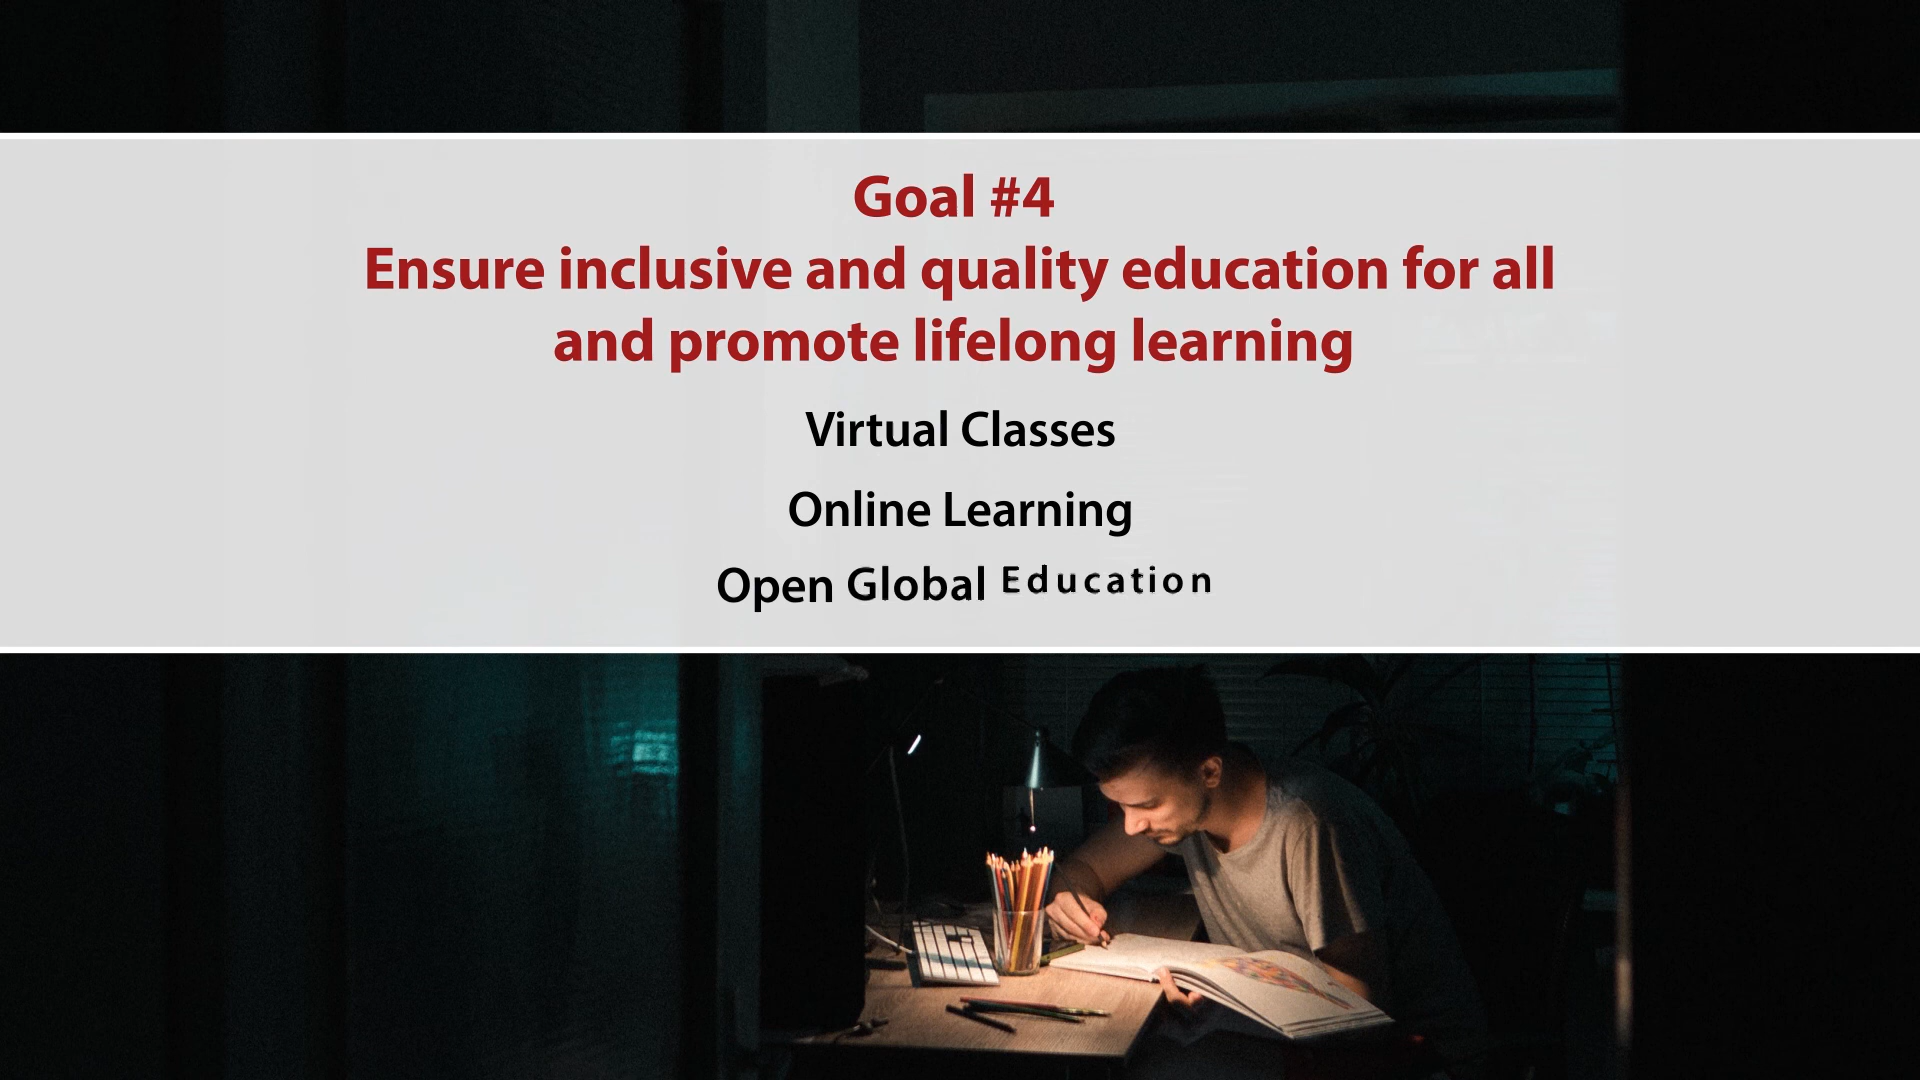 Goal #4
Ensure inclusive and quality education for all
and promote lifelong learning
Virtual Classes
Online Learning
Open Global Education